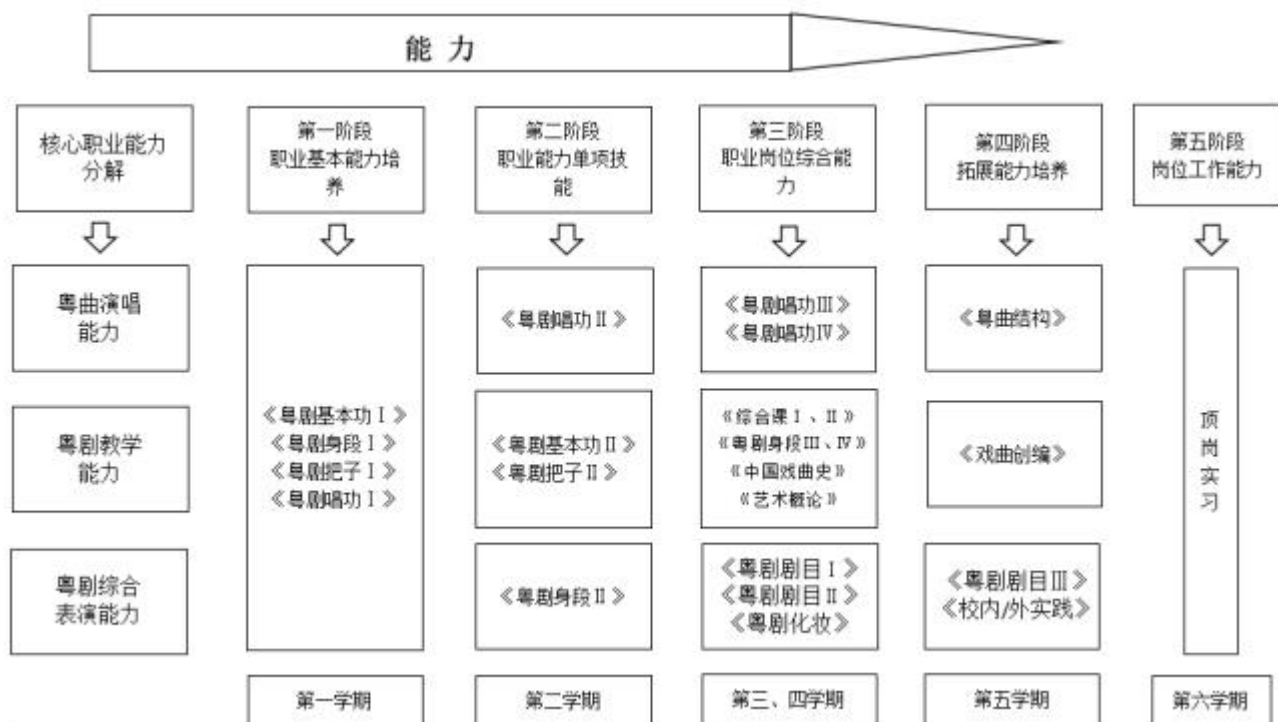 能 力
核心职业能力
分解
第一阶段
职业基本能力培
养
第二阶段
职业能力单项技
能
第三阶段
职业岗位综合能
力
第四阶段
拓展能力培养
第五阶段
岗位工作能力
粤曲演唱
能力
粤剧教学
能力
粤剧综合
表演能力
《粤剧基本功Ⅰ》
《粤剧身段Ⅰ》
《粤剧把子Ⅰ》
《粤剧唱功Ⅰ》
《粤剧唱功Ⅱ》
《粤剧基本功Ⅱ》
《粤剧把子Ⅱ》
《粤剧身段Ⅱ》
《粤剧唱功Ⅲ》
《粤剧唱功Ⅳ》
《综合课Ⅰ、Ⅱ》
《粤剧身段Ⅲ、Ⅳ》
《中国戏曲史》
《艺术概论》
《粤剧剧目Ⅰ》
《粤剧剧目Ⅱ》
《粤剧化妆》
《粤曲结构》
《戏曲创编》
《粤剧剧目Ⅲ》
《校内/外实践》
顶岗实习
第一学期
第二学期
第三、四学期
第五学期
第六学期